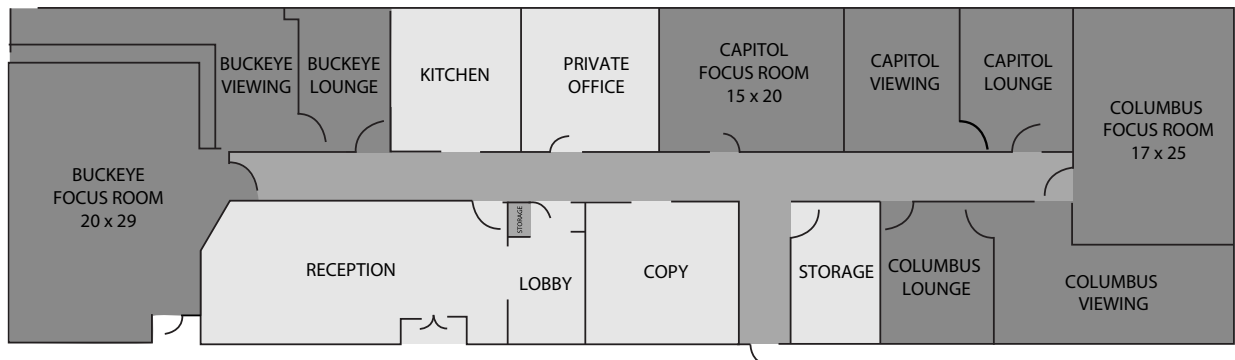 BUCKEYE
VIEWING
BUCKEYE
LOUNGE
KITCHEN
PRIVATE
OFFICE
CAPITOL
FOCUS ROOM
15 x 20
CAPITOL
VIEWING
CAPITOL
LOUNGE
COLUMBUS
FOCUS ROOM
17 x 25
BUCKEYE
FOCUS ROOM
20 x 29
RECEPTION
STORAGE
LOBBY
COPY
STORAGE
COLUMBUS
LOUNGE
COLUMBUS
VIEWING